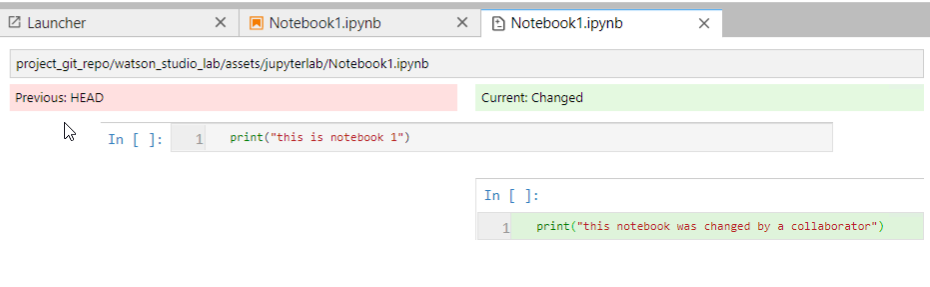 Launcher
Notebook1.ipynb
Notebook1.ipynb
project_git_repo/watson_studio_lab/assets/jupyterlab/Notebook1.ipynb
Previous: HEAD
Current: Changed
In [ ]:
1 print("this is notebook 1")
In [ ]:
1 print("this notebook was changed by a collaborator")